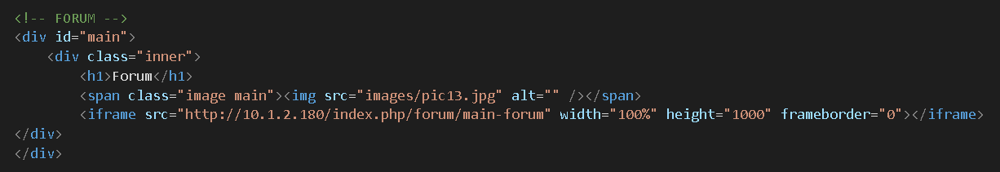 <!-- FORUM -->
<div id="main">
<div class="inner">
<h1>Forum</h1>
<span class="image main"><img src="images/pic13.jpg" alt="" /></span>
<iframe src="http://10.1.2.180/index.php/forum/main-forum" width="100%" height="1000" frameborder="0"></iframe>
</div>
</div>